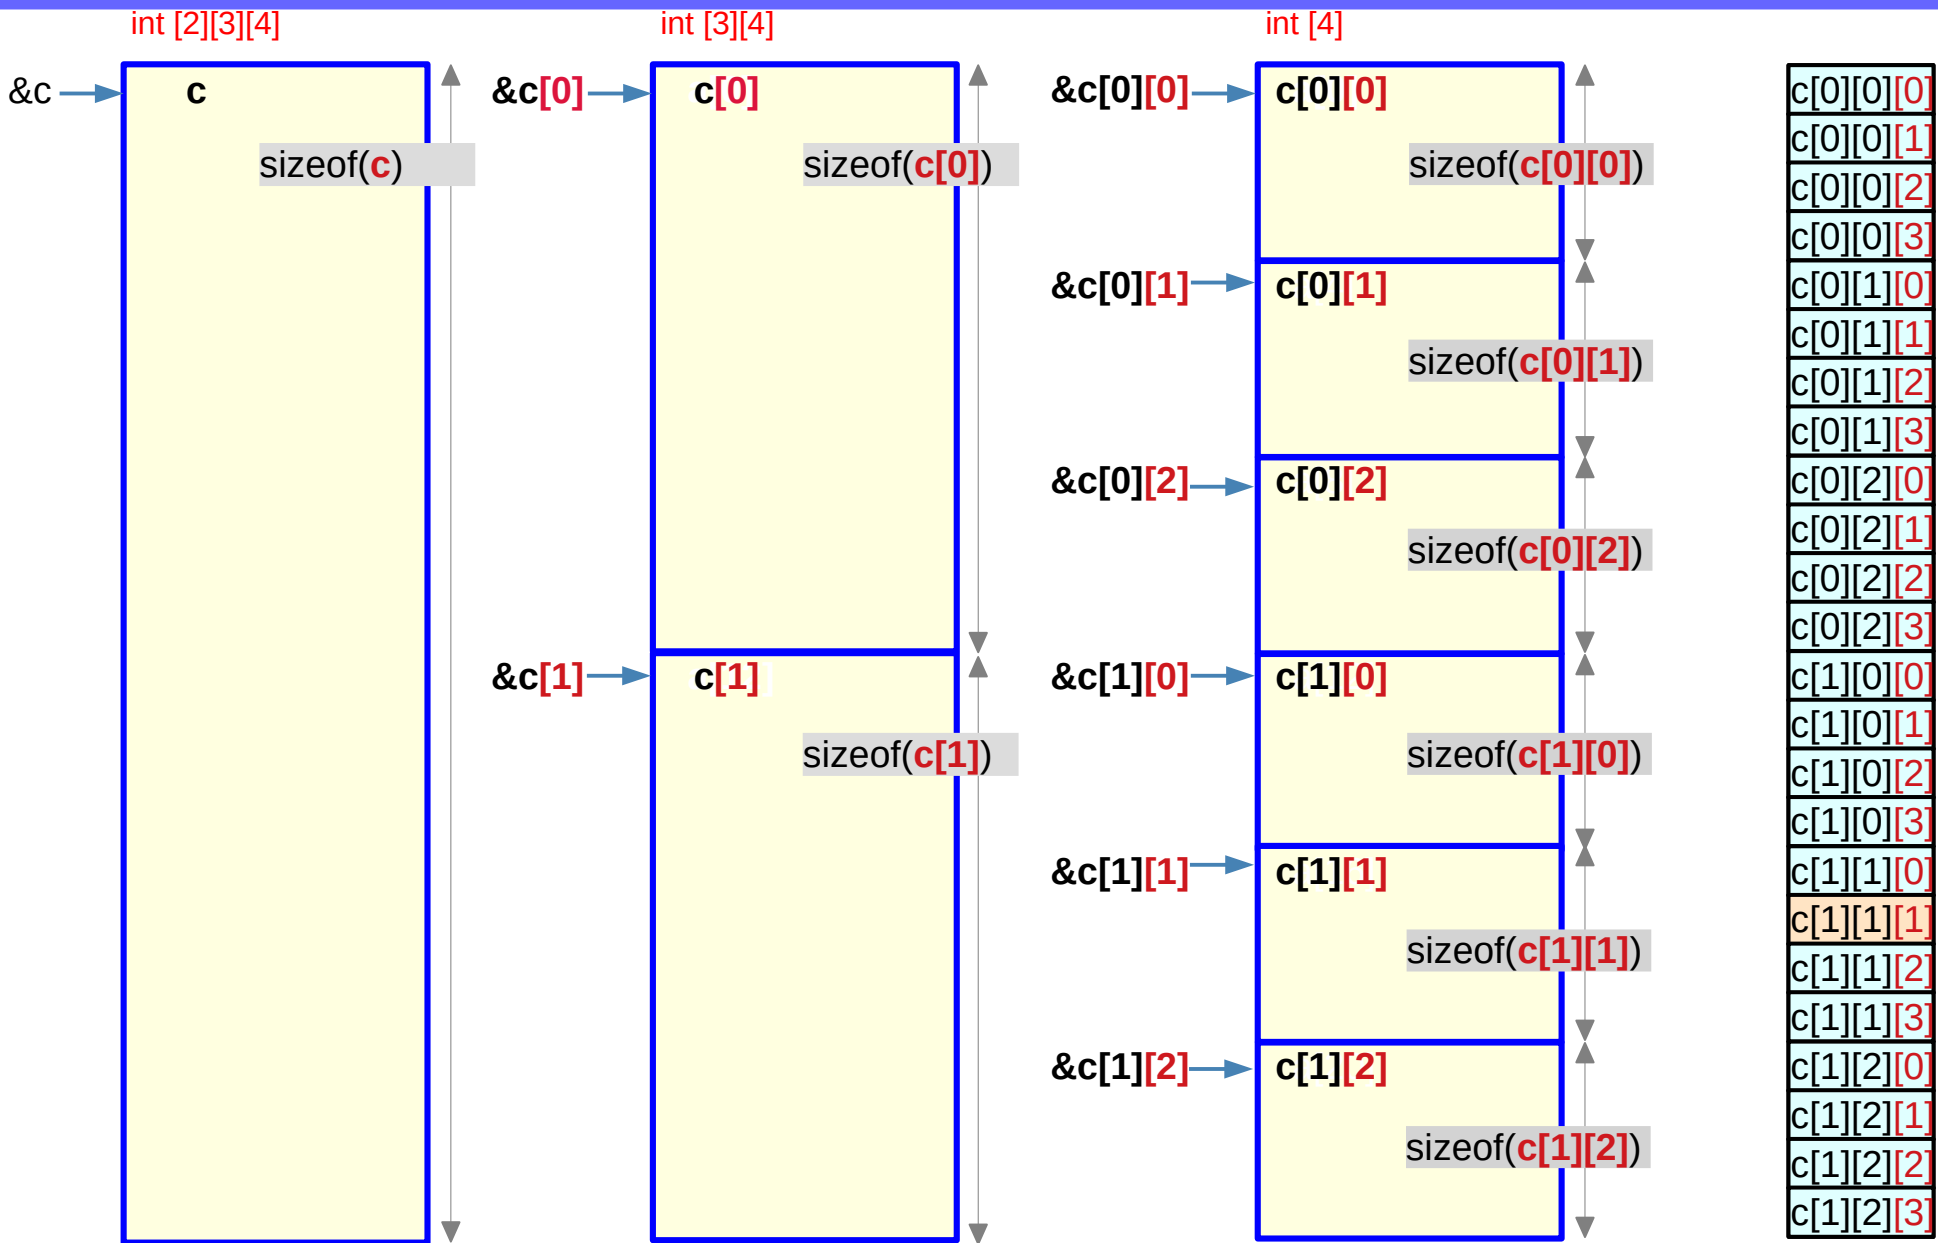 int [2][3][4]
int [3][4]
int [4]
&c
c
sizeof(c)
&c[0]
c[0]
sizeof(c[0])
&c[1]
c[1]
sizeof(c[1])
&c[0][0]
c[0][0]
sizeof(c[0][0])
&c[0][1]
c[0][1]
sizeof(c[0][1])
&c[0][2]
c[0][2]
sizeof(c[0][2])
&c[1][0]
c[1][0]
sizeof(c[1][0])
&c[1][1]
c[1][1]
sizeof(c[1][1])
&c[1][2]
c[1][2]
sizeof(c[1][2])
c[0][0][0]
c[0][0][1]
c[0][0][2]
c[0][0][3]
c[0][1][0]
c[0][1][1]
c[0][1][2]
c[0][1][3]
c[0][2][0]
c[0][2][1]
c[0][2][2]
c[0][2][3]
c[1][0][0]
c[1][0][1]
c[1][0][2]
c[1][0][3]
c[1][1][0]
c[1][1][1]
c[1][1][2]
c[1][1][3]
c[1][2][0]
c[1][2][1]
c[1][2][2]
c[1][2][3]